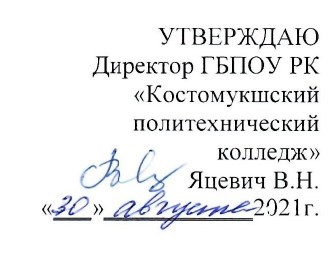 УТВЕРЖДАЮ
Директор ГБПОУ РК
«Костомукшский
политехнический
колледж»
Яцевич В.Н.
«30» августа 2021г.